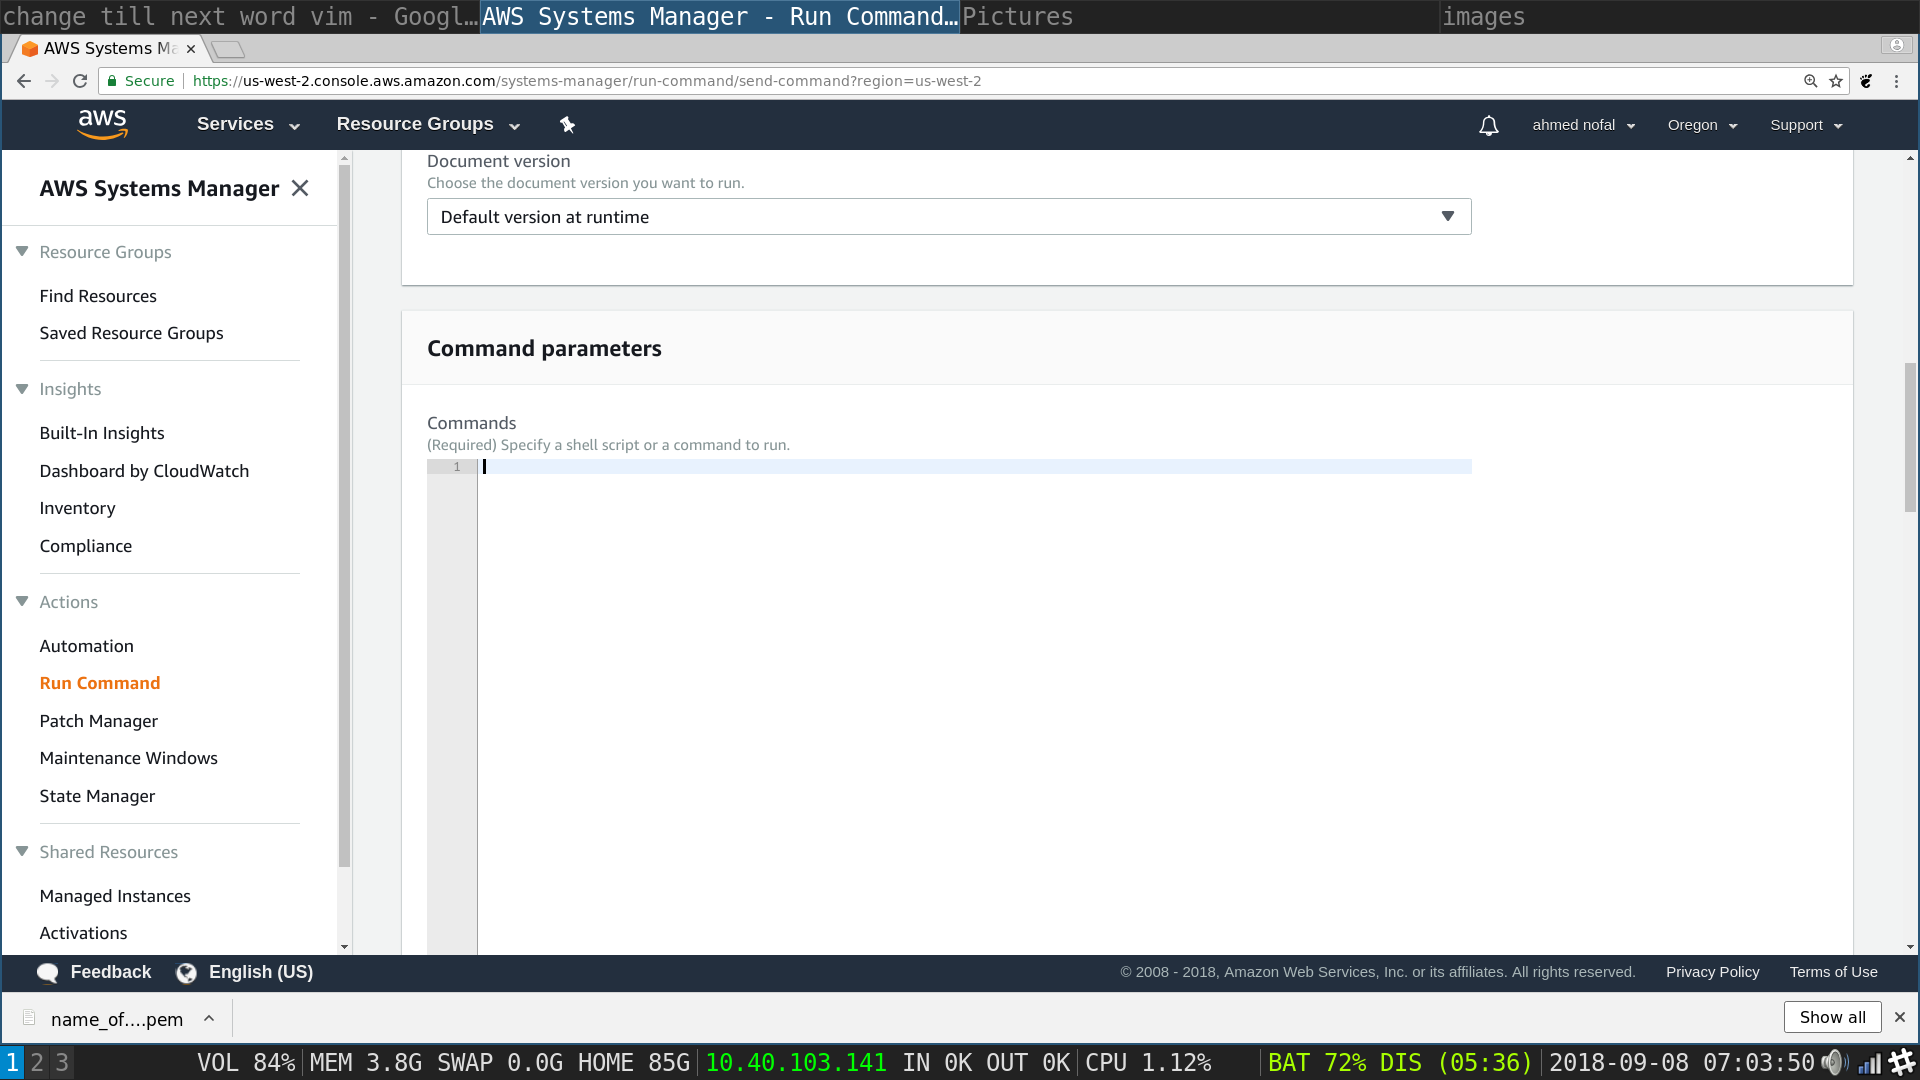 change till next word vim - Googl… AWS Systems Manager - Run Command… Pictures images
AWS Systems Ma
Secure https://us-west-2.console.aws.amazon.com/systems-manager/run-command/send-command?region=us-west-2
aws Services Resource Groups ahmed nofal Oregon Support
AWS Systems Manager
Resource Groups
Find Resources
Saved Resource Groups
Insights
Built-In Insights
Dashboard by CloudWatch
Inventory
Compliance
Actions
Automation
Run Command
Patch Manager
Maintenance Windows
State Manager
Shared Resources
Managed Instances
Activations
Document version
Choose the document version you want to run.
Default version at runtime
Command parameters
Commands
(Required) Specify a shell script or a command to run.
1
Feedback English (US) © 2008 - 2018, Amazon Web Services, Inc. or its affiliates. All rights reserved. Privacy Policy Terms of Use
name_of....pem Show all
1 2 3 VOL 84% MEM 3.8G SWAP 0.0G HOME 85G 10.40.103.141 IN 0K OUT 0K CPU 1.12% BAT 72% DIS (05:36) 2018-09-08 07:03:50